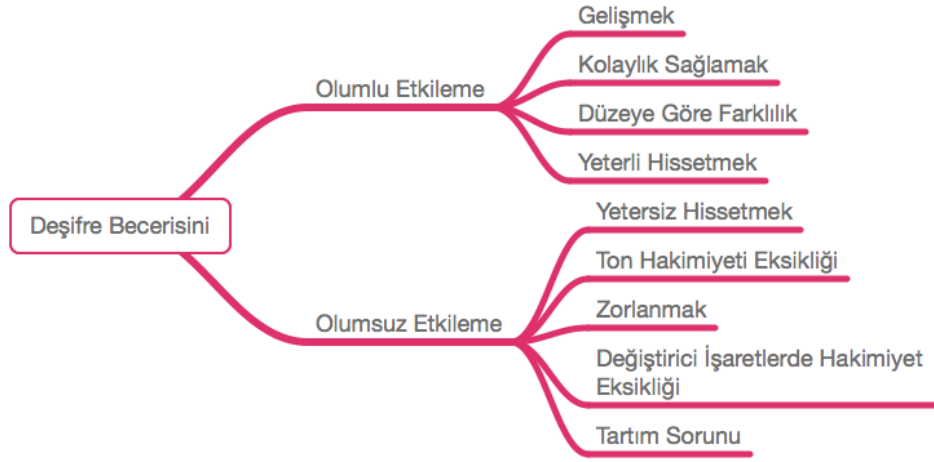 Deşifre Becerisini
Olumlu Etkileme
Gelişmek
Kolaylık Sağlamak
Düzeye Göre Farklılık
Yeterli Hissetmek
Olumsuz Etkileme
Yetersiz Hissetmek
Ton Hakimiyeti Eksikliği
Zorlanmak
Değiştirici İşaretlerde Hakimiyet
Eksikliği
Tartım Sorunu